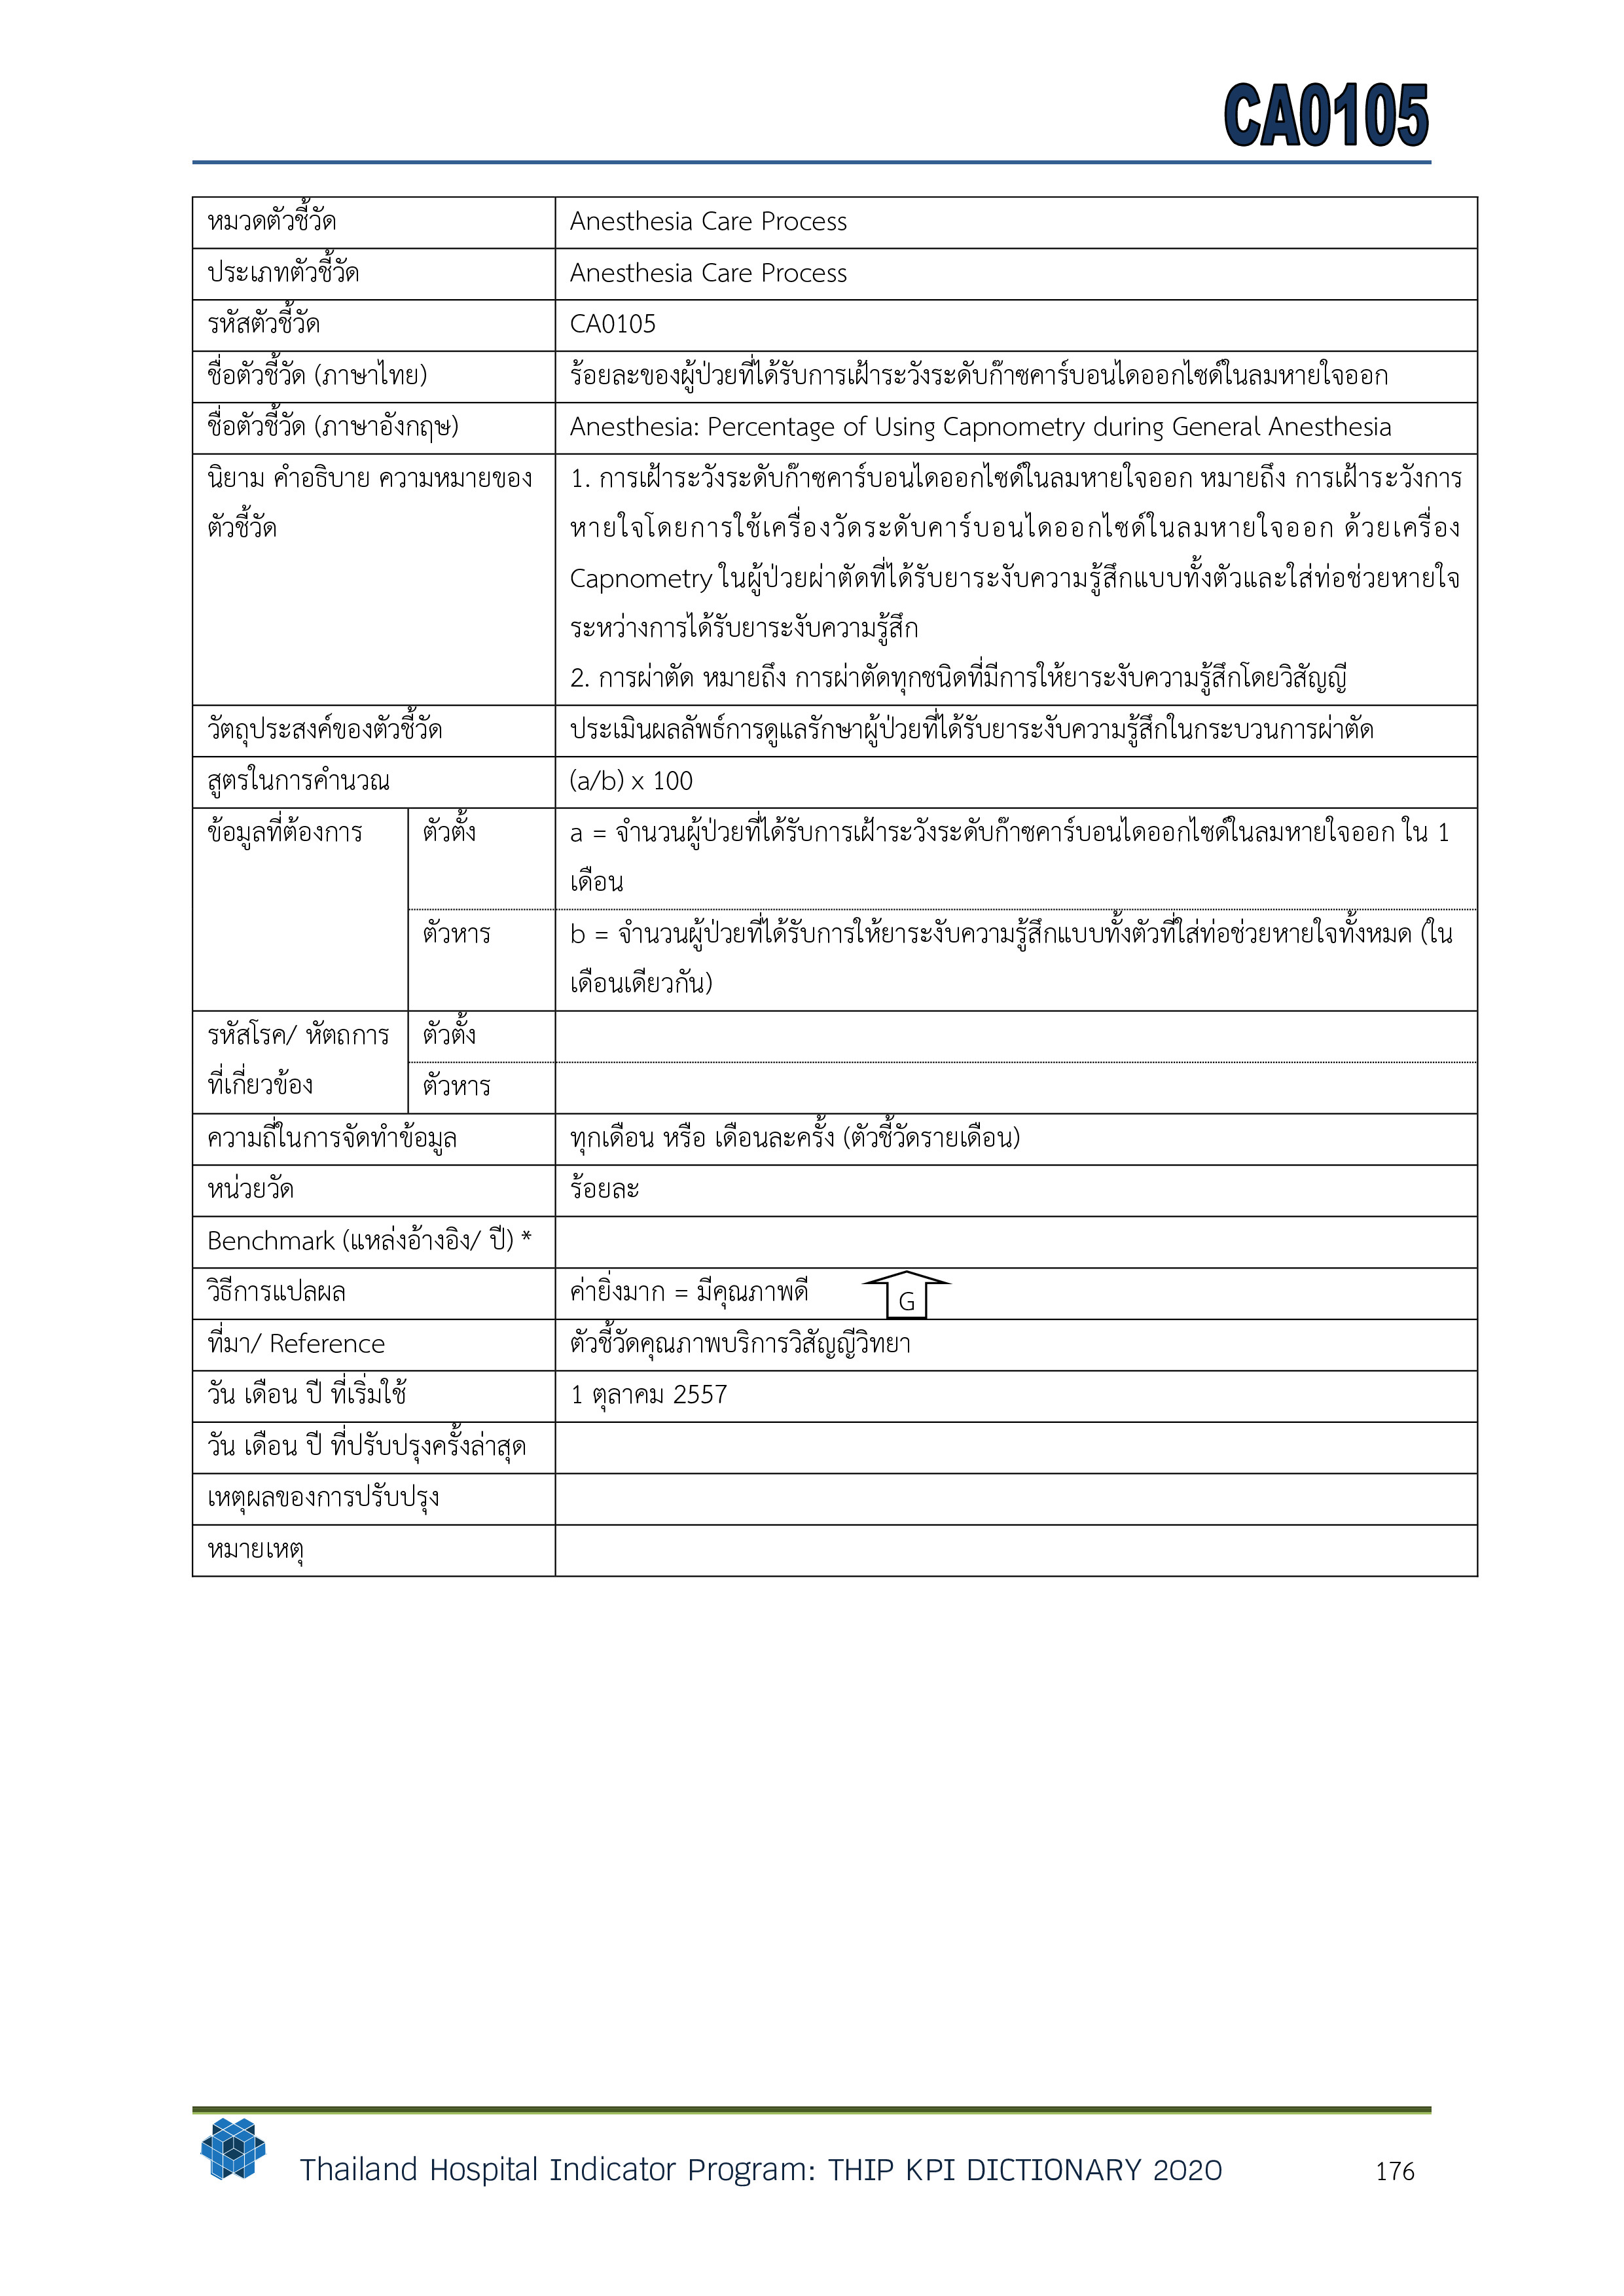 CA0105
หมวดตัวชี้วัด Anesthesia Care Process
ประเภทตัวชี้วัด Anesthesia Care Process
รหัสตัวชี้วัด CA0105
ชื่อตัวชี้วัด (ภาษาไทย) ร้อยละของผู้ป่วยที่ได้รับการเฝ้าระวังระดับก๊าซคาร์บอนไดออกไซด์ในลมหายใจออก
ชื่อตัวชี้วัด (ภาษาอังกฤษ) Anesthesia: Percentage of Using Capnometry during General Anesthesia
นิยาม คำอธิบาย ความหมายของ
ตัวชี้วัด
1. การเฝ้าระวังระดับก๊าซคาร์บอนไดออกไซด์ในลมหายใจออก หมายถึง การเฝ้าระวังการ
หายใจโดยการใช้เครื่องวัดระดับคาร์บอนไดออกไซด์ในลมหายใจออก ด้วยเครื่อง
Capnometry ในผู้ป่วยผ่าตัดที่ได้รับยาระงับความรู้สึกแบบทั้งตัวและใส่ท่อช่วยหายใจ
ระหว่างการได้รับยาระงับความรู้สึก
2. การผ่าตัด หมายถึง การผ่าตัดทุกชนิดที่มีการให้ยาระงับความรู้สึกโดยวิสัญญี
วัตถุประสงค์ของตัวชี้วัด ประเมินผลลัพธ์การดูแลรักษาผู้ป่วยที่ได้รับยาระงับความรู้สึกในกระบวนการผ่าตัด
สูตรในการคำนวณ (a/b) x 100
ข้อมูลที่ต้องการ ตัวตั้ง a = จำนวนผู้ป่วยที่ได้รับการเฝ้าระวังระดับก๊าซคาร์บอนไดออกไซด์ในลมหายใจออก ใน 1
เดือน
ตัวหาร b = จำนวนผู้ป่วยที่ได้รับการให้ยาระงับความรู้สึกแบบทั้งตัวที่ใส่ท่อช่วยหายใจทั้งหมด (ใน
เดือนเดียวกัน)
รหัสโรค/ หัตถการ ตัวตั้ง
ที่เกี่ยวข้อง ตัวหาร
ความถี่ในการจัดทำข้อมูล ทุกเดือน หรือ เดือนละครั้ง (ตัวชี้วัดรายเดือน)
หน่วยวัด ร้อยละ
Benchmark (แหล่งอ้างอิง/ ปี) *
วิธีการแปลผล ค่ายิ่งมาก = มีคุณภาพดี G
ที่มา/ Reference ตัวชี้วัดคุณภาพบริการวิสัญญีวิทยา
วัน เดือน ปี ที่เริ่มใช้ 1 ตุลาคม 2557
วัน เดือน ปี ที่ปรับปรุงครั้งล่าสุด
เหตุผลของการปรับปรุง
หมายเหตุ
Thailand Hospital Indicator Program: THIP KPI DICTIONARY 2020 176